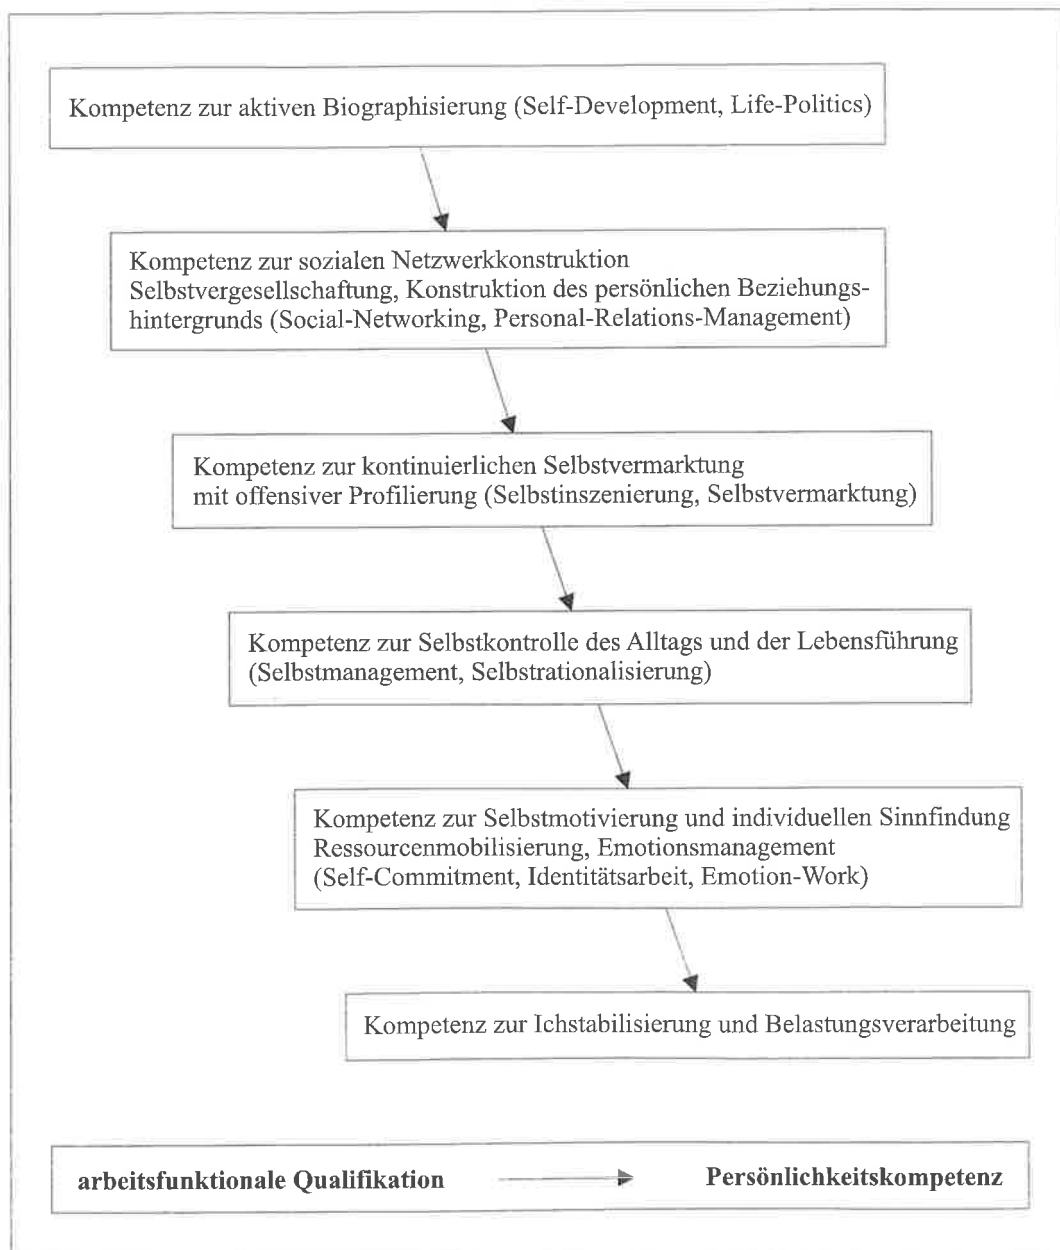 Kompetenz zur aktiven Biographisierung (Self-Development, Life-Politics)
Kompetenz zur sozialen Netzwerkkonstruktion
Selbstvergesellschaftung, Konstruktion des persönlichen Beziehungs-
hintergrunds (Social-Networking, Personal-Relations-Management)
Kompetenz zur kontinuierlichen Selbstvermarktung
mit offensiver Profilierung (Selbstinszenierung, Selbstvermarktung)
Kompetenz zur Selbstkontrolle des Alltags und der Lebensführung
(Selbstmanagement, Selbstrationalisierung)
Kompetenz zur Selbstmotivierung und individuellen Sinnfindung
Ressourcenmobilisierung, Emotionsmanagement
(Self-Commitment, Identitätsarbeit, Emotion-Work)
Kompetenz zur Ichstabilisierung und Belastungsverarbeitung
arbeitsfunktionale Qualifikation Persönlichkeitskompetenz